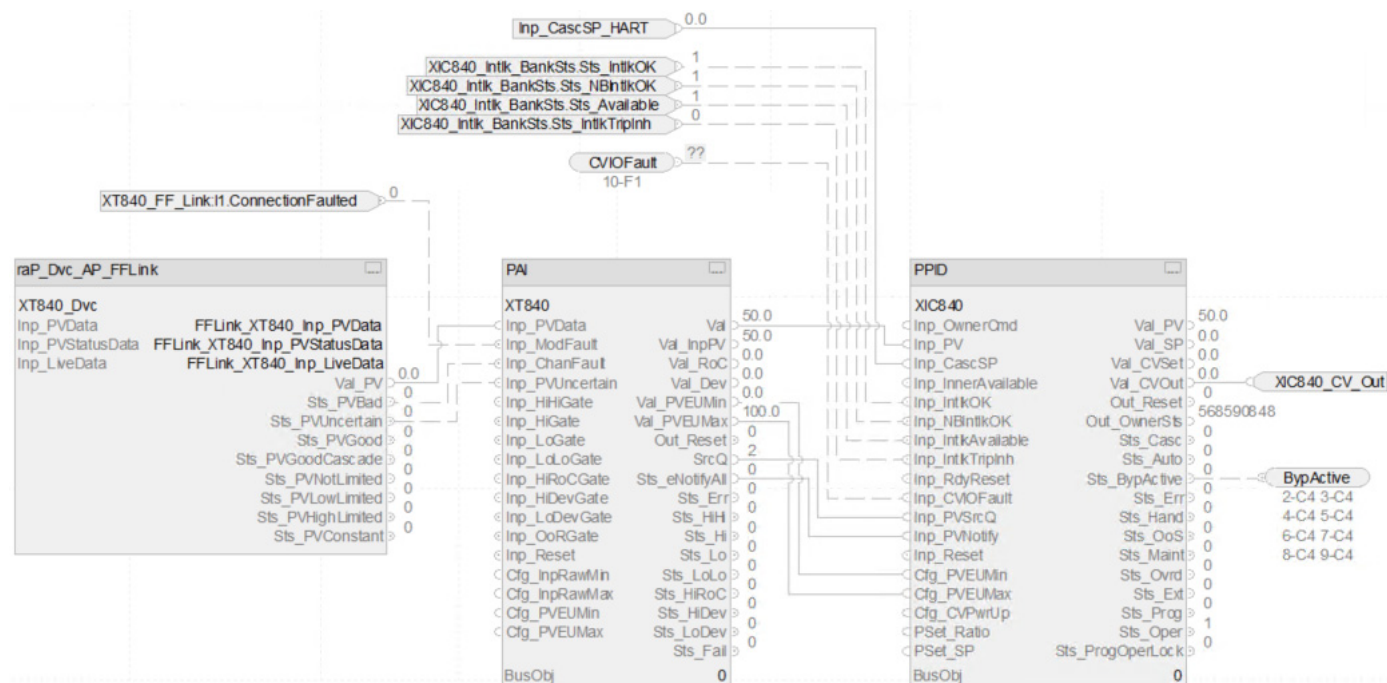 Inp_CascSP_HART 0.0
XIC840_Intlk_BankSts.Sts_IntlkOK 1
XIC840_Intlk_BankSts.Sts_NBIntlkOK 1
XIC840_Intlk_BankSts.Sts_Available 1
XIC840_Intlk_BankSts.Sts_IntlkTripInh 0
CVIOFault ??
10-F1
XT840_FF_Link:I1.ConnectionFaulted 0
raP_Dvc_AP_FFLink
XT840_Dvc
Inp_PVData FFLink_XT840_Inp_PVData
Inp_PVStatusData FFLink_XT840_Inp_PVStatusData
Inp_LiveData FFLink_XT840_Inp_LiveData
Val_PV 0.0
Sts_PVBad 0
Sts_PVUncertain 0
Sts_PVGood 0
Sts_PVGoodCascade 0
Sts_PVNotLimited 0
Sts_PVLowLimited 0
Sts_PVHighLimited 0
Sts_PVConstant 0
PAI
XT840
Inp_PVData Val 50.0
Inp_ModFault Val_InpPV 50.0
Inp_ChanFault Val_RoC 0.0
Inp_PVUncertain Val_Dev 0.0
Inp_HiHiGate Val_PVEUMin 0.0
Inp_HiGate Val_PVEUMax 100.0
Inp_LoGate Out_Reset 0
Inp_LoLoGate SrcQ 2
Inp_HiRoCGate Sts_eNotifyAll 0
Inp_HiDevGate Sts_Err 0
Inp_LoDevGate Sts_HiHi 0
Inp_OoRGate Sts_Hi 0
Inp_Reset Sts_Lo 0
Cfg_InpRawMin Sts_LoLo 0
Cfg_InpRawMax Sts_HiRoC 0
Cfg_PVEUMin Sts_HiDev 0
Cfg_PVEUMax Sts_LoDev 0
Sts_Fail 0
BusObj 0
PPID
XIC840
Inp_OwnerCmd Val_PV 50.0
Inp_PV Val_SP 0.0
Inp_CascSP Val_CVSet 0.0
Inp_InnerAvailable Val_CVOut 0.0
Inp_IntlkOK Out_Reset 0
Inp_NBIntlkOK Out_OwnerSts 568590848
Inp_IntlkAvailable Sts_Casc 0
Inp_IntlkTripInh Sts_Auto 0
Inp_RdyReset Sts_BypActive 0
Inp_CVIOFault Sts_Err 0
Inp_PVSrcQ Sts_Hand 0
Inp_PVNotify Sts_OoS 0
Inp_Reset Sts_Maint 0
Cfg_PVEUMin Sts_Ovrd 0
Cfg_PVEUMax Sts_Ext 0
Cfg_CVPwrUp Sts_Prog 0
PSet_Ratio Sts_Oper 1
PSet_SP Sts_ProgOperLock 0
BusObj 0
XIC840_CV_Out
BypActive
2-C4 3-C4
4-C4 5-C4
6-C4 7-C4
8-C4 9-C4